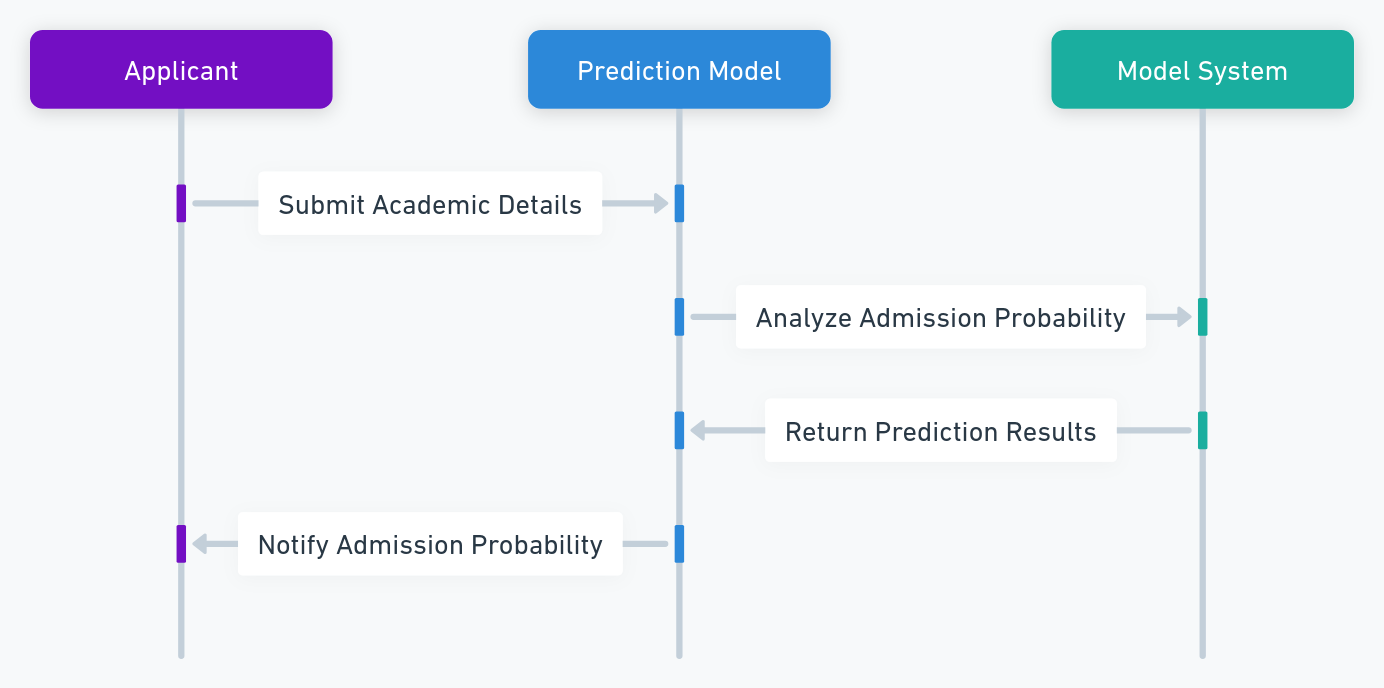 Applicant
Prediction Model
Model System
Submit Academic Details
Analyze Admission Probability
Return Prediction Results
Notify Admission Probability